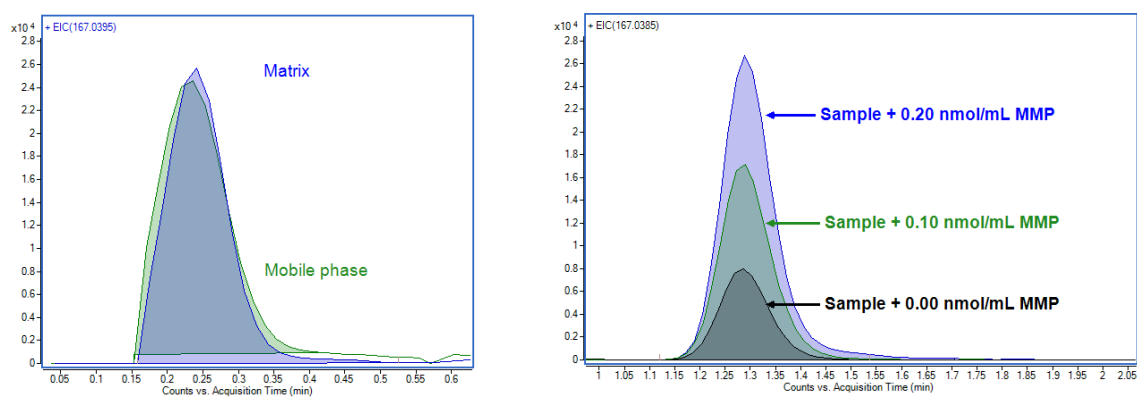 + EIC(167.0395)
x10⁴
2.8
2.6
2.4
2.2
2
1.8
1.6
1.4
1.2
1
0.8
0.6
0.4
0.2
0
Matrix
Mobile phase
0.05 0.1 0.15 0.2 0.25 0.3 0.35 0.4 0.45 0.5 0.55 0.6
Counts vs. Acquisition Time (min)
+ EIC(167.0385)
x10⁴
2.8
2.6
2.4
2.2
2
1.8
1.6
1.4
1.2
1
0.8
0.6
0.4
0.2
0
Sample + 0.20 nmol/mL MMP
Sample + 0.10 nmol/mL MMP
Sample + 0.00 nmol/mL MMP
1 1.05 1.1 1.15 1.2 1.25 1.3 1.35 1.4 1.45 1.5 1.55 1.6 1.65 1.7 1.75 1.8 1.85 1.9 1.95 2 2.05
Counts vs. Acquisition Time (min)